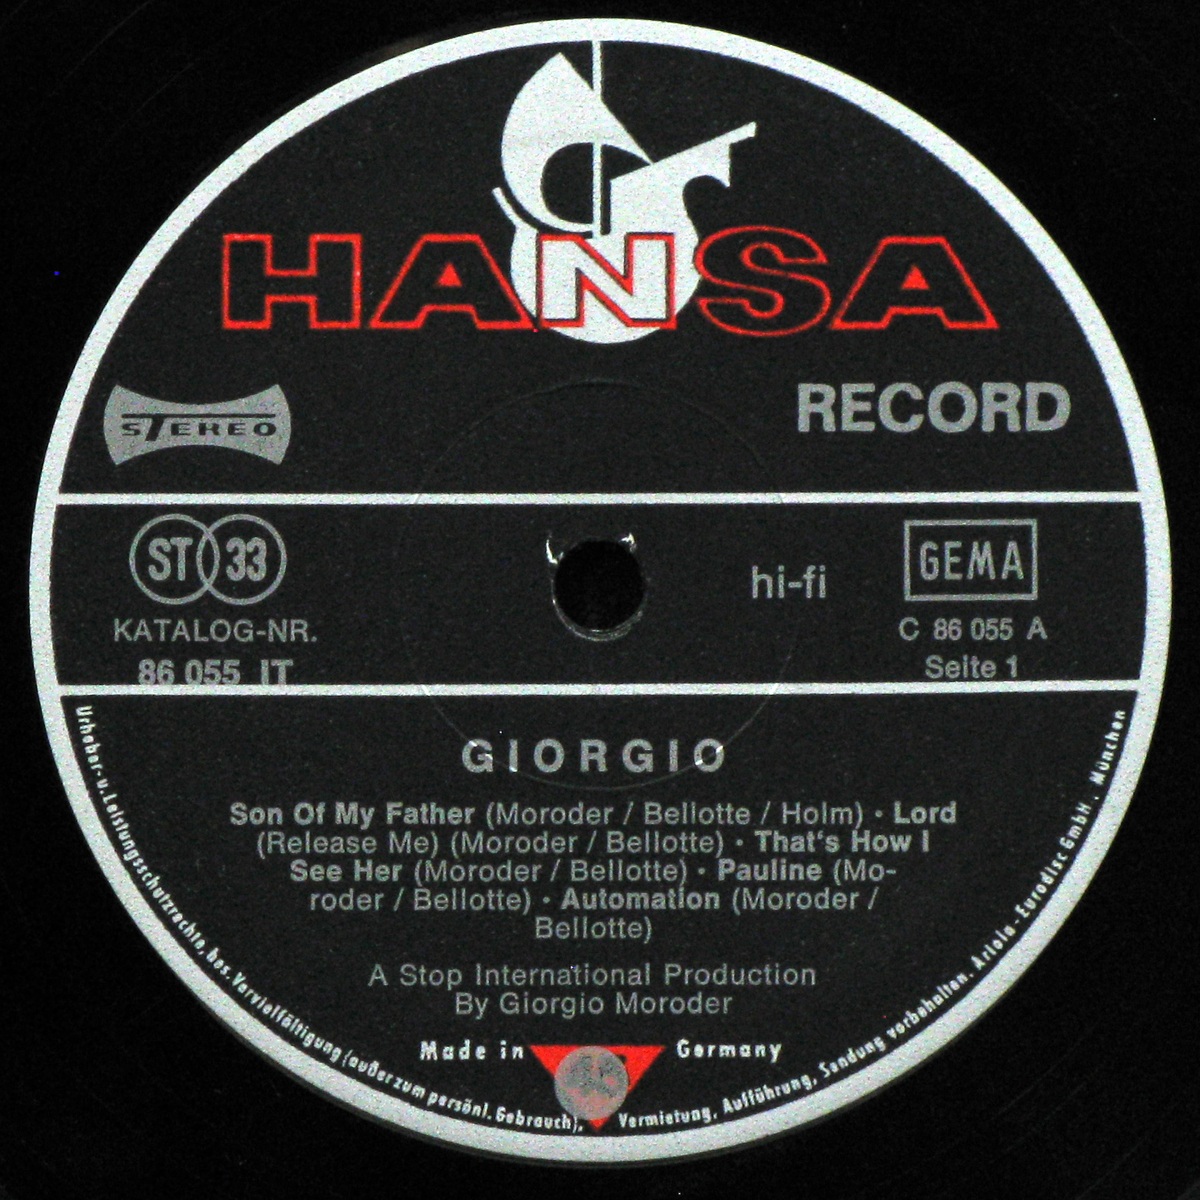 HANSA
STEREO
RECORD
ST 33
hi-fi
GEMA
KATALOG-NR.
86 055 IT
C 86 055 A
Seite 1
GIORGIO
Son Of My Father (Moroder / Bellotte / Holm) • Lord
(Release Me) (Moroder / Bellotte) • That's How I
See Her (Moroder / Bellotte) • Pauline (Mo-
roder / Bellotte) • Automation (Moroder /
Bellotte)
A Stop International Production
By Giorgio Moroder
Made in Germany
Urheber- u. Leistungsschutzrechte, bes. Vervielfältigung (außer zum persönl. Gebrauch), Vermietung, Aufführung, Sendung vorbehalten. Ariola-Eurodisc GmbH. München